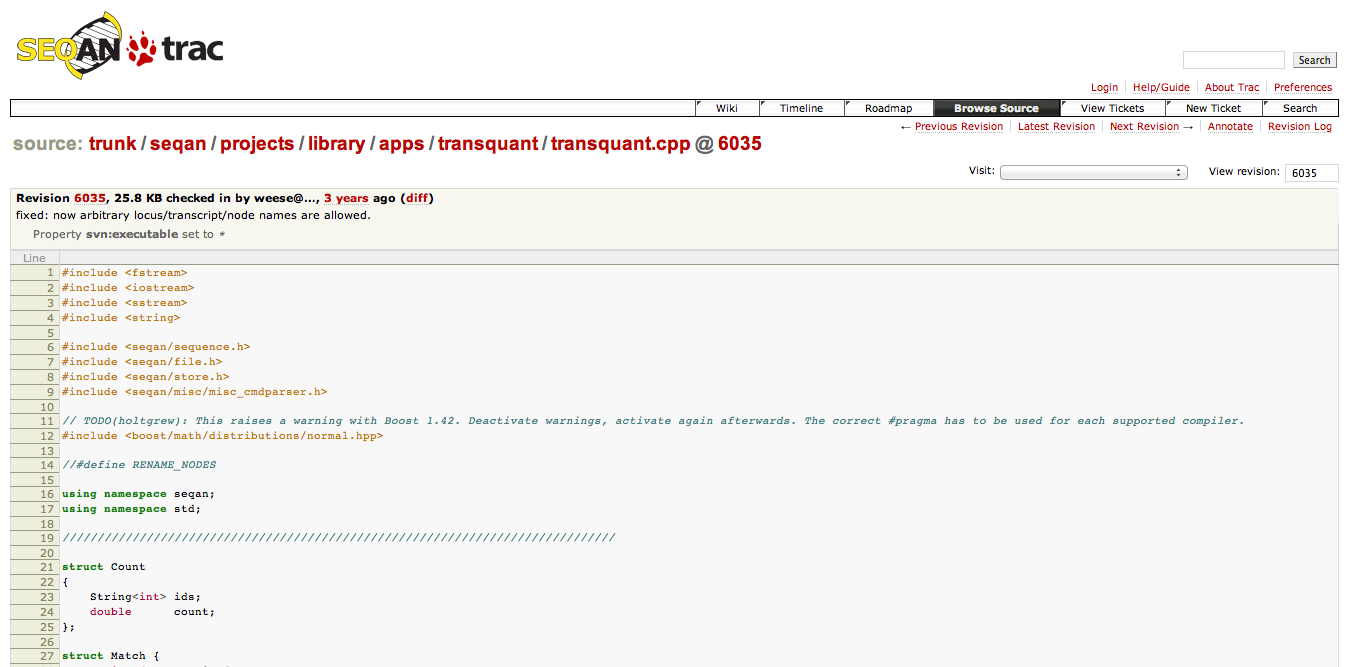 SEQAN trac
Search
Login Help/Guide About Trac Preferences
Wiki Timeline Roadmap Browse Source View Tickets New Ticket Search
← Previous Revision Latest Revision Next Revision → Annotate Revision Log
source: trunk / seqan / projects / library / apps / transquant / transquant.cpp @ 6035
Visit: View revision: 6035
Revision 6035, 25.8 KB checked in by weese@..., 3 years ago (diff)
fixed: now arbitrary locus/transcript/node names are allowed.
Property svn:executable set to *
Line
1 #include <fstream>
2 #include <iostream>
3 #include <sstream>
4 #include <string>
5
6 #include <seqan/sequence.h>
7 #include <seqan/file.h>
8 #include <seqan/store.h>
9 #include <seqan/misc/misc_cmdparser.h>
10
11 // TODO(holtgrew): This raises a warning with Boost 1.42. Deactivate warnings, activate again afterwards. The correct #pragma has to be used for each supported compiler.
12 #include <boost/math/distributions/normal.hpp>
13
14 //#define RENAME_NODES
15
16 using namespace seqan;
17 using namespace std;
18
19 ///////////////////////////////////////////////////////////////////////////////
20
21 struct Count
22 {
23 String<int> ids;
24 double count;
25 };
26
27 struct Match {